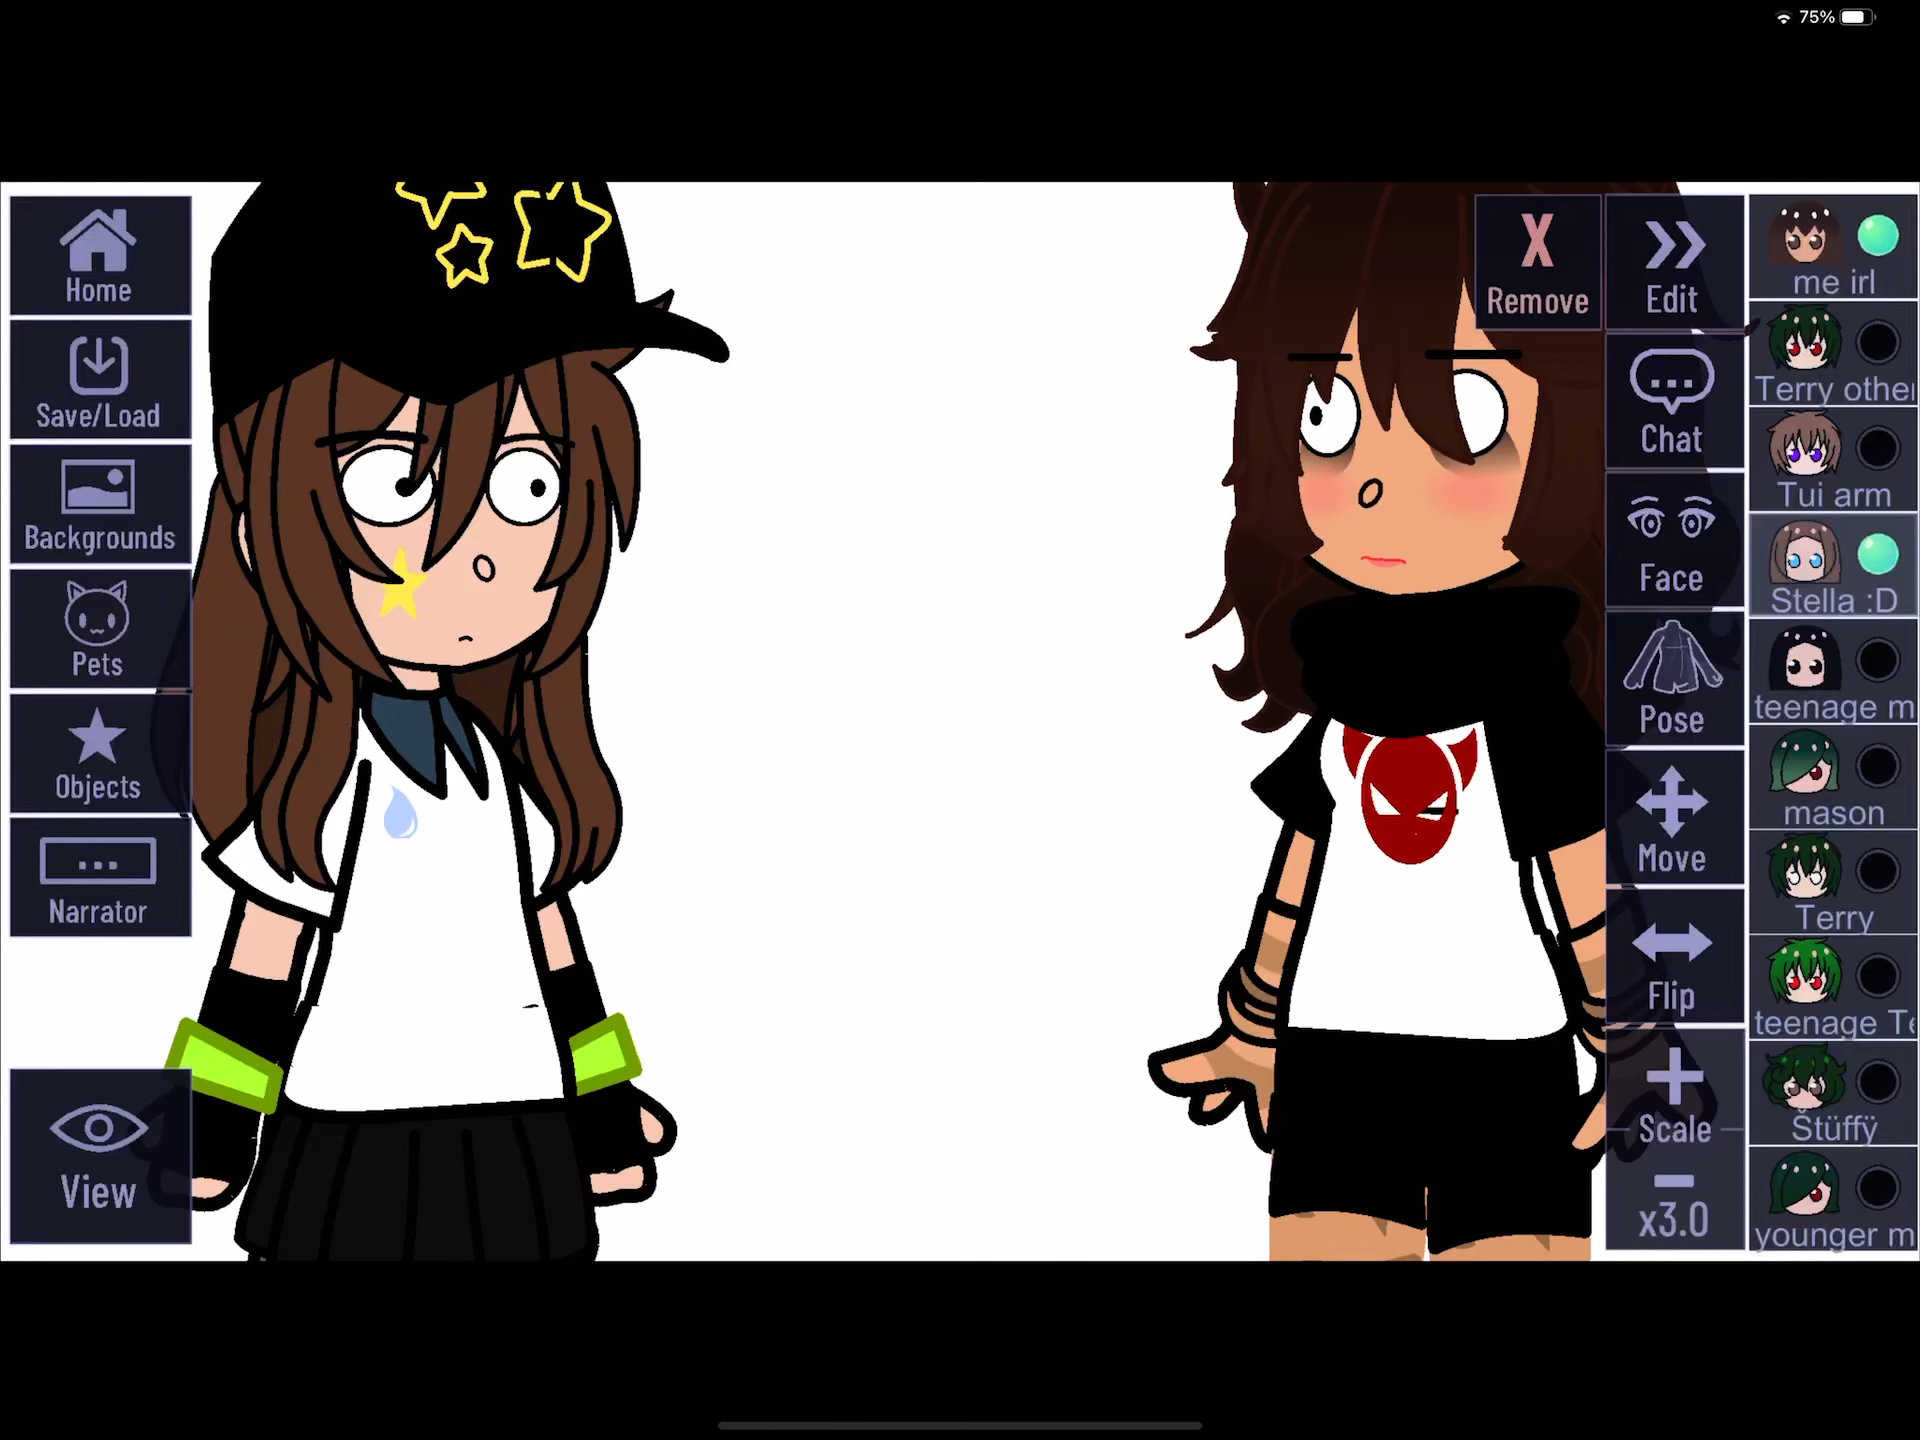 75%
Home
Save/Load
Backgrounds
Pets
Objects
Narrator
View
X
Remove
Edit
Chat
Face
Pose
Move
Flip
Scale
x3.0
me irl
Terry other
Tui arm
Stella :D
teenage m
mason
Terry
teenage Te
Štüffÿ
younger m